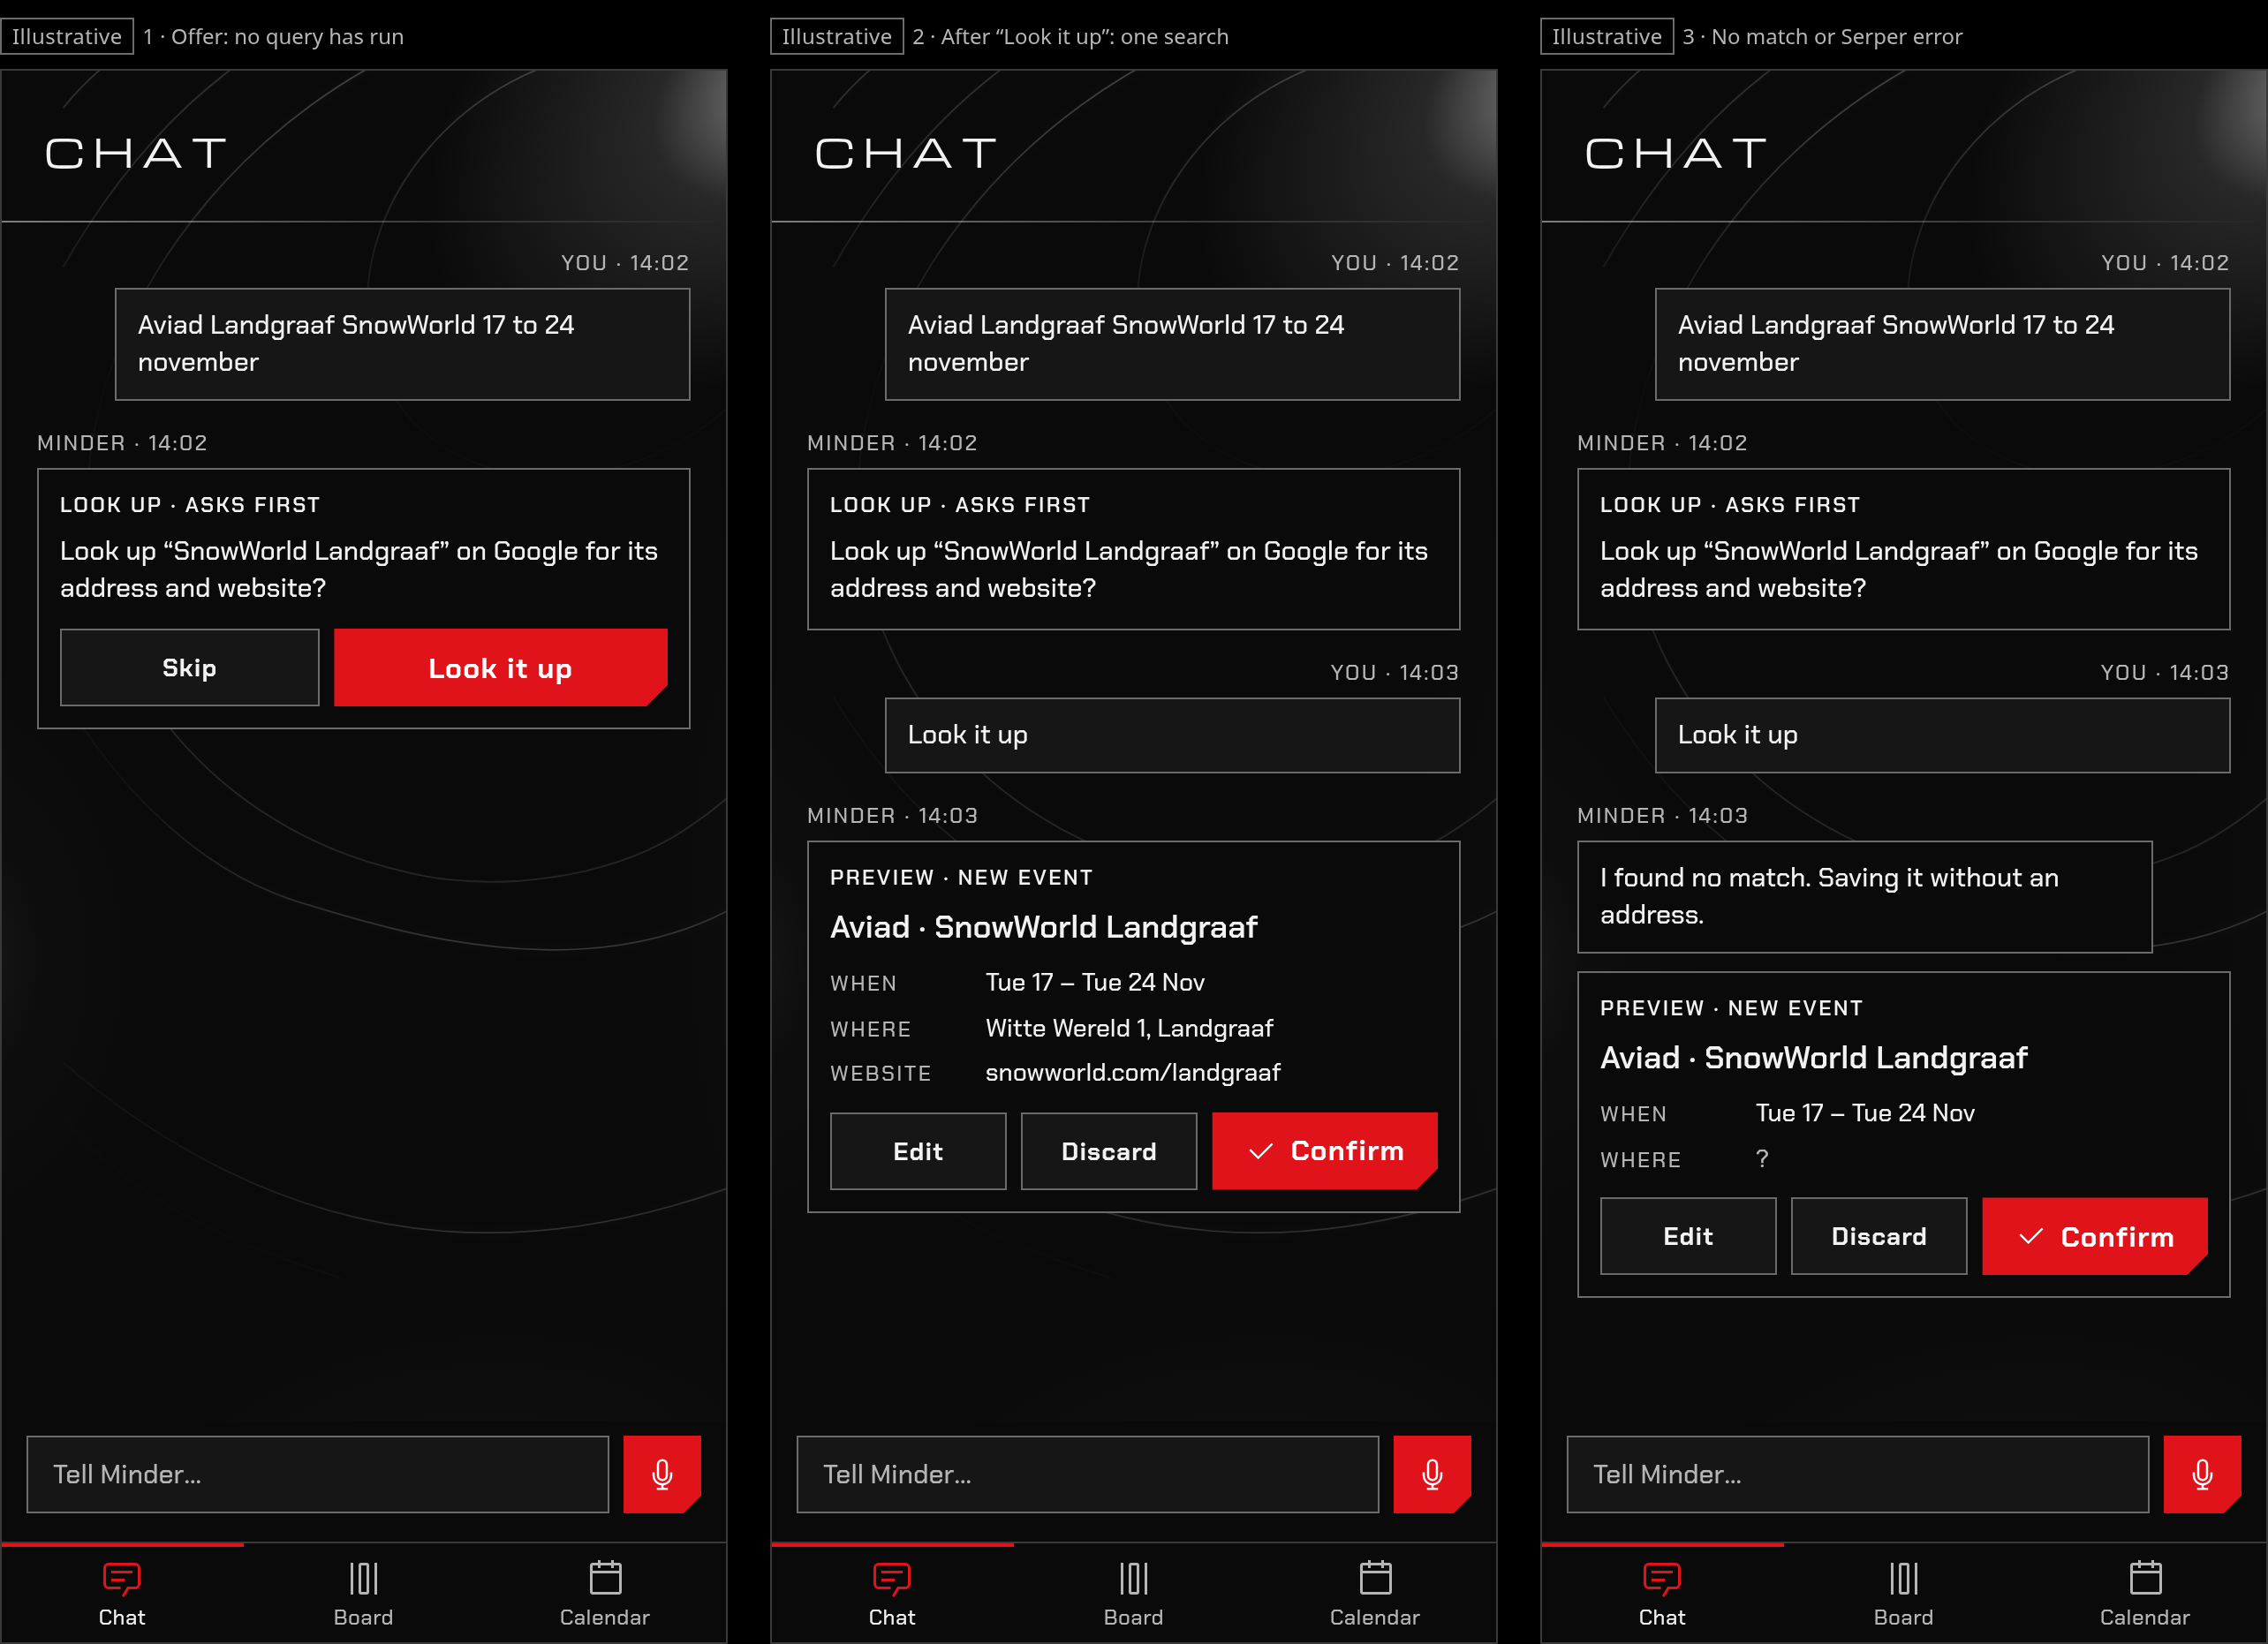 Illustrative 1 · Offer: no query has run
CHAT
YOU · 14:02
Aviad Landgraaf SnowWorld 17 to 24
november
MINDER · 14:02
LOOK UP · ASKS FIRST
Look up “SnowWorld Landgraaf” on Google for its
address and website?
Skip
Look it up
Tell Minder...
Chat
Board
Calendar
Illustrative 2 · After “Look it up”: one search
CHAT
YOU · 14:02
Aviad Landgraaf SnowWorld 17 to 24
november
MINDER · 14:02
LOOK UP · ASKS FIRST
Look up “SnowWorld Landgraaf” on Google for its
address and website?
YOU · 14:03
Look it up
MINDER · 14:03
PREVIEW · NEW EVENT
Aviad · SnowWorld Landgraaf
WHEN Tue 17 – Tue 24 Nov
WHERE Witte Wereld 1, Landgraaf
WEBSITE snowworld.com/landgraaf
Edit
Discard
Confirm
Tell Minder...
Chat
Board
Calendar
Illustrative 3 · No match or Serper error
CHAT
YOU · 14:02
Aviad Landgraaf SnowWorld 17 to 24
november
MINDER · 14:02
LOOK UP · ASKS FIRST
Look up “SnowWorld Landgraaf” on Google for its
address and website?
YOU · 14:03
Look it up
MINDER · 14:03
I found no match. Saving it without an
address.
PREVIEW · NEW EVENT
Aviad · SnowWorld Landgraaf
WHEN Tue 17 – Tue 24 Nov
WHERE ?
Edit
Discard
Confirm
Tell Minder...
Chat
Board
Calendar